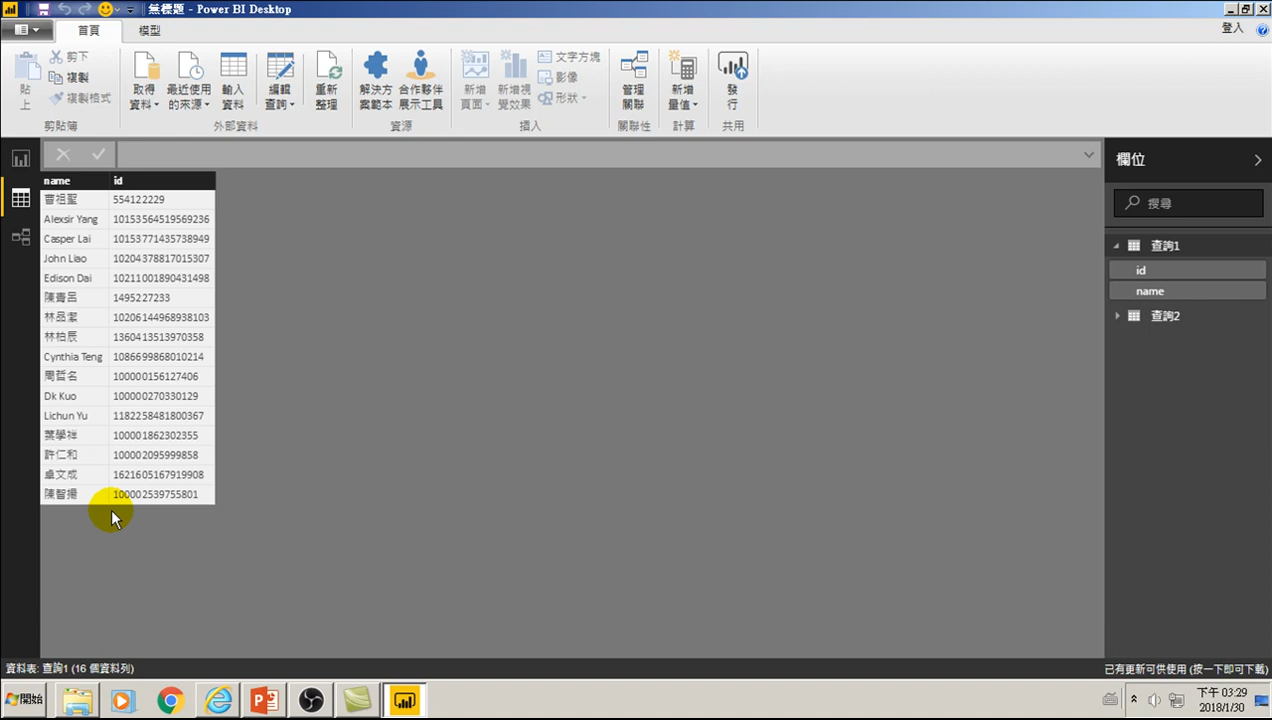 無標題 - Power BI Desktop
首頁
模型
登入
貼上
剪下
複製
複製格式
取得資料
最近使用的來源
輸入資料
編輯查詢
重新整理
解決方案範本
合作夥伴展示工具
新增頁面
新增視覺效果
文字方塊
影像
形狀
管理關聯
新增量值
發行
剪貼簿
外部資料
資源
插入
關聯性
計算
共用
欄位
搜尋
查詢1
id
name
查詢2
name id
曹祖聖 554122229
Alexsir Yang 10153564519569236
Casper Lai 10153771435738949
John Liao 10204378817015307
Edison Dai 10211001890431498
陳壽呂 1495227233
林品潔 10206144968938103
林柏辰 1360413513970358
Cynthia Teng 1086699868010214
周哲名 100000156127406
Dk Kuo 100000270330129
Lichun Yu 1182258481800367
葉學祥 100001862302355
許仁和 100002095999858
卓文成 1621605167919908
陳智揚 100002539755801
資料表: 查詢1 (16 個資料列)
已有更新可供使用 (按一下即可下載)
開始
下午 03:29
2018/1/30